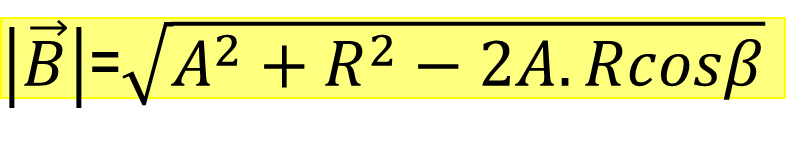 |B⃗|=√A² + R² − 2A. Rcosβ